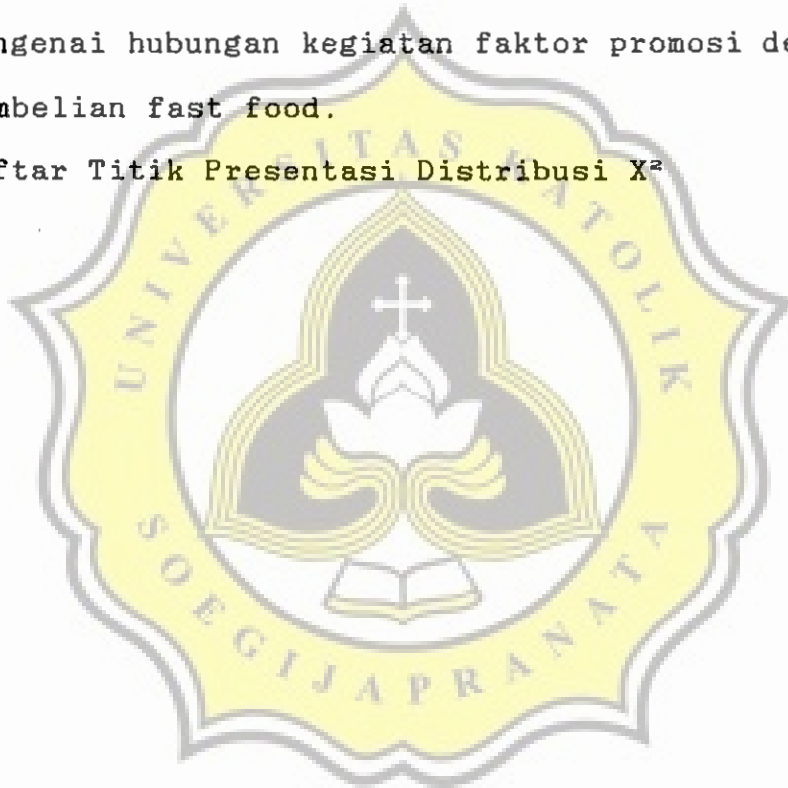 ngenai hubungan kegiatan faktor promosi de
mbelian fast food.
ftar Titik Presentasi Distribusi X²
UNIVERSITAS KATOLIK
SOEGIJAPRANATA